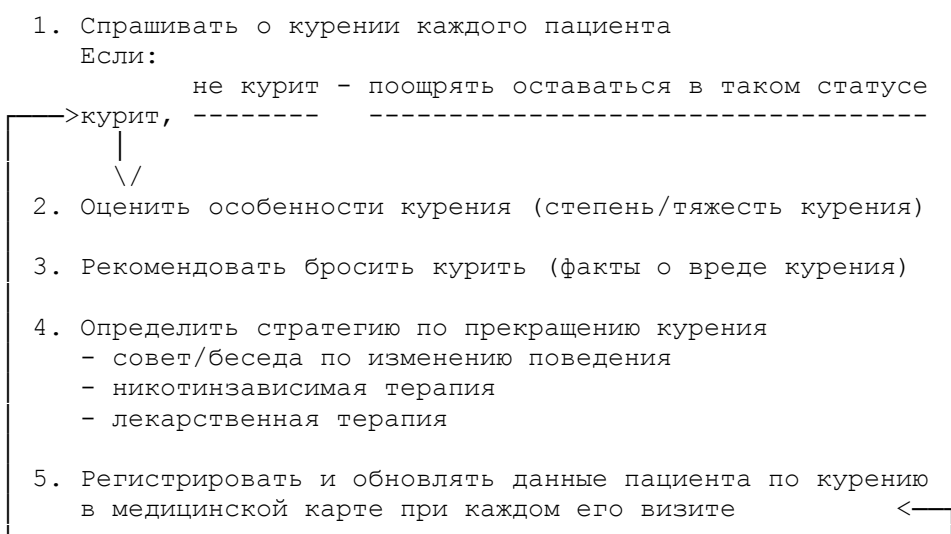 1. Спрашивать о курении каждого пациента
Если:
не курит - поощрять оставаться в таком статусе
>курит, -------- -----------------------------------
\/
2. Оценить особенности курения (степень/тяжесть курения)
3. Рекомендовать бросить курить (факты о вреде курения)
4. Определить стратегию по прекращению курения
- совет/беседа по изменению поведения
- никотинзависимая терапия
- лекарственная терапия
5. Регистрировать и обновлять данные пациента по курению
в медицинской карте при каждом его визите <